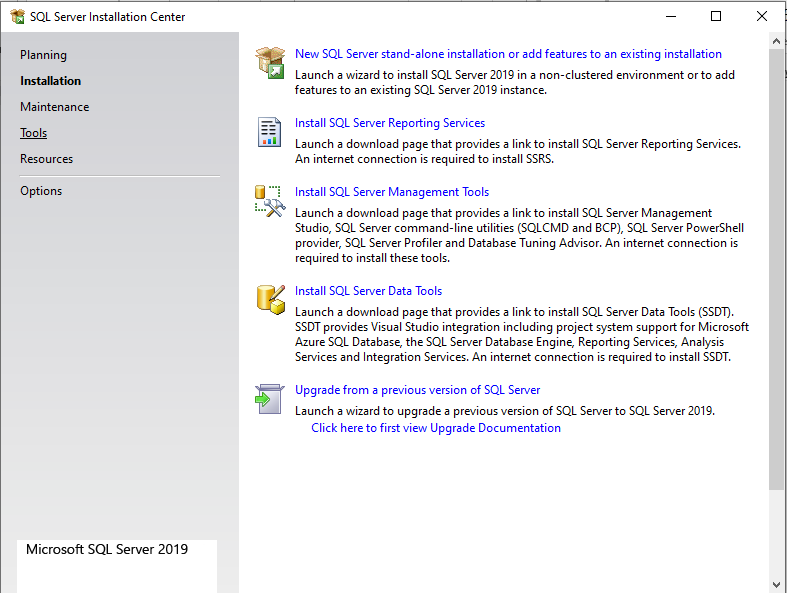 SQL Server Installation Center
Planning
Installation
Maintenance
Tools
Resources
Options
Microsoft SQL Server 2019
New SQL Server stand-alone installation or add features to an existing installation
Launch a wizard to install SQL Server 2019 in a non-clustered environment or to add
features to an existing SQL Server 2019 instance.
Install SQL Server Reporting Services
Launch a download page that provides a link to install SQL Server Reporting Services.
An internet connection is required to install SSRS.
Install SQL Server Management Tools
Launch a download page that provides a link to install SQL Server Management
Studio, SQL Server command-line utilities (SQLCMD and BCP), SQL Server PowerShell
provider, SQL Server Profiler and Database Tuning Advisor. An internet connection is
required to install these tools.
Install SQL Server Data Tools
Launch a download page that provides a link to install SQL Server Data Tools (SSDT).
SSDT provides Visual Studio integration including project system support for Microsoft
Azure SQL Database, the SQL Server Database Engine, Reporting Services, Analysis
Services and Integration Services. An internet connection is required to install SSDT.
Upgrade from a previous version of SQL Server
Launch a wizard to upgrade a previous version of SQL Server to SQL Server 2019.
Click here to first view Upgrade Documentation